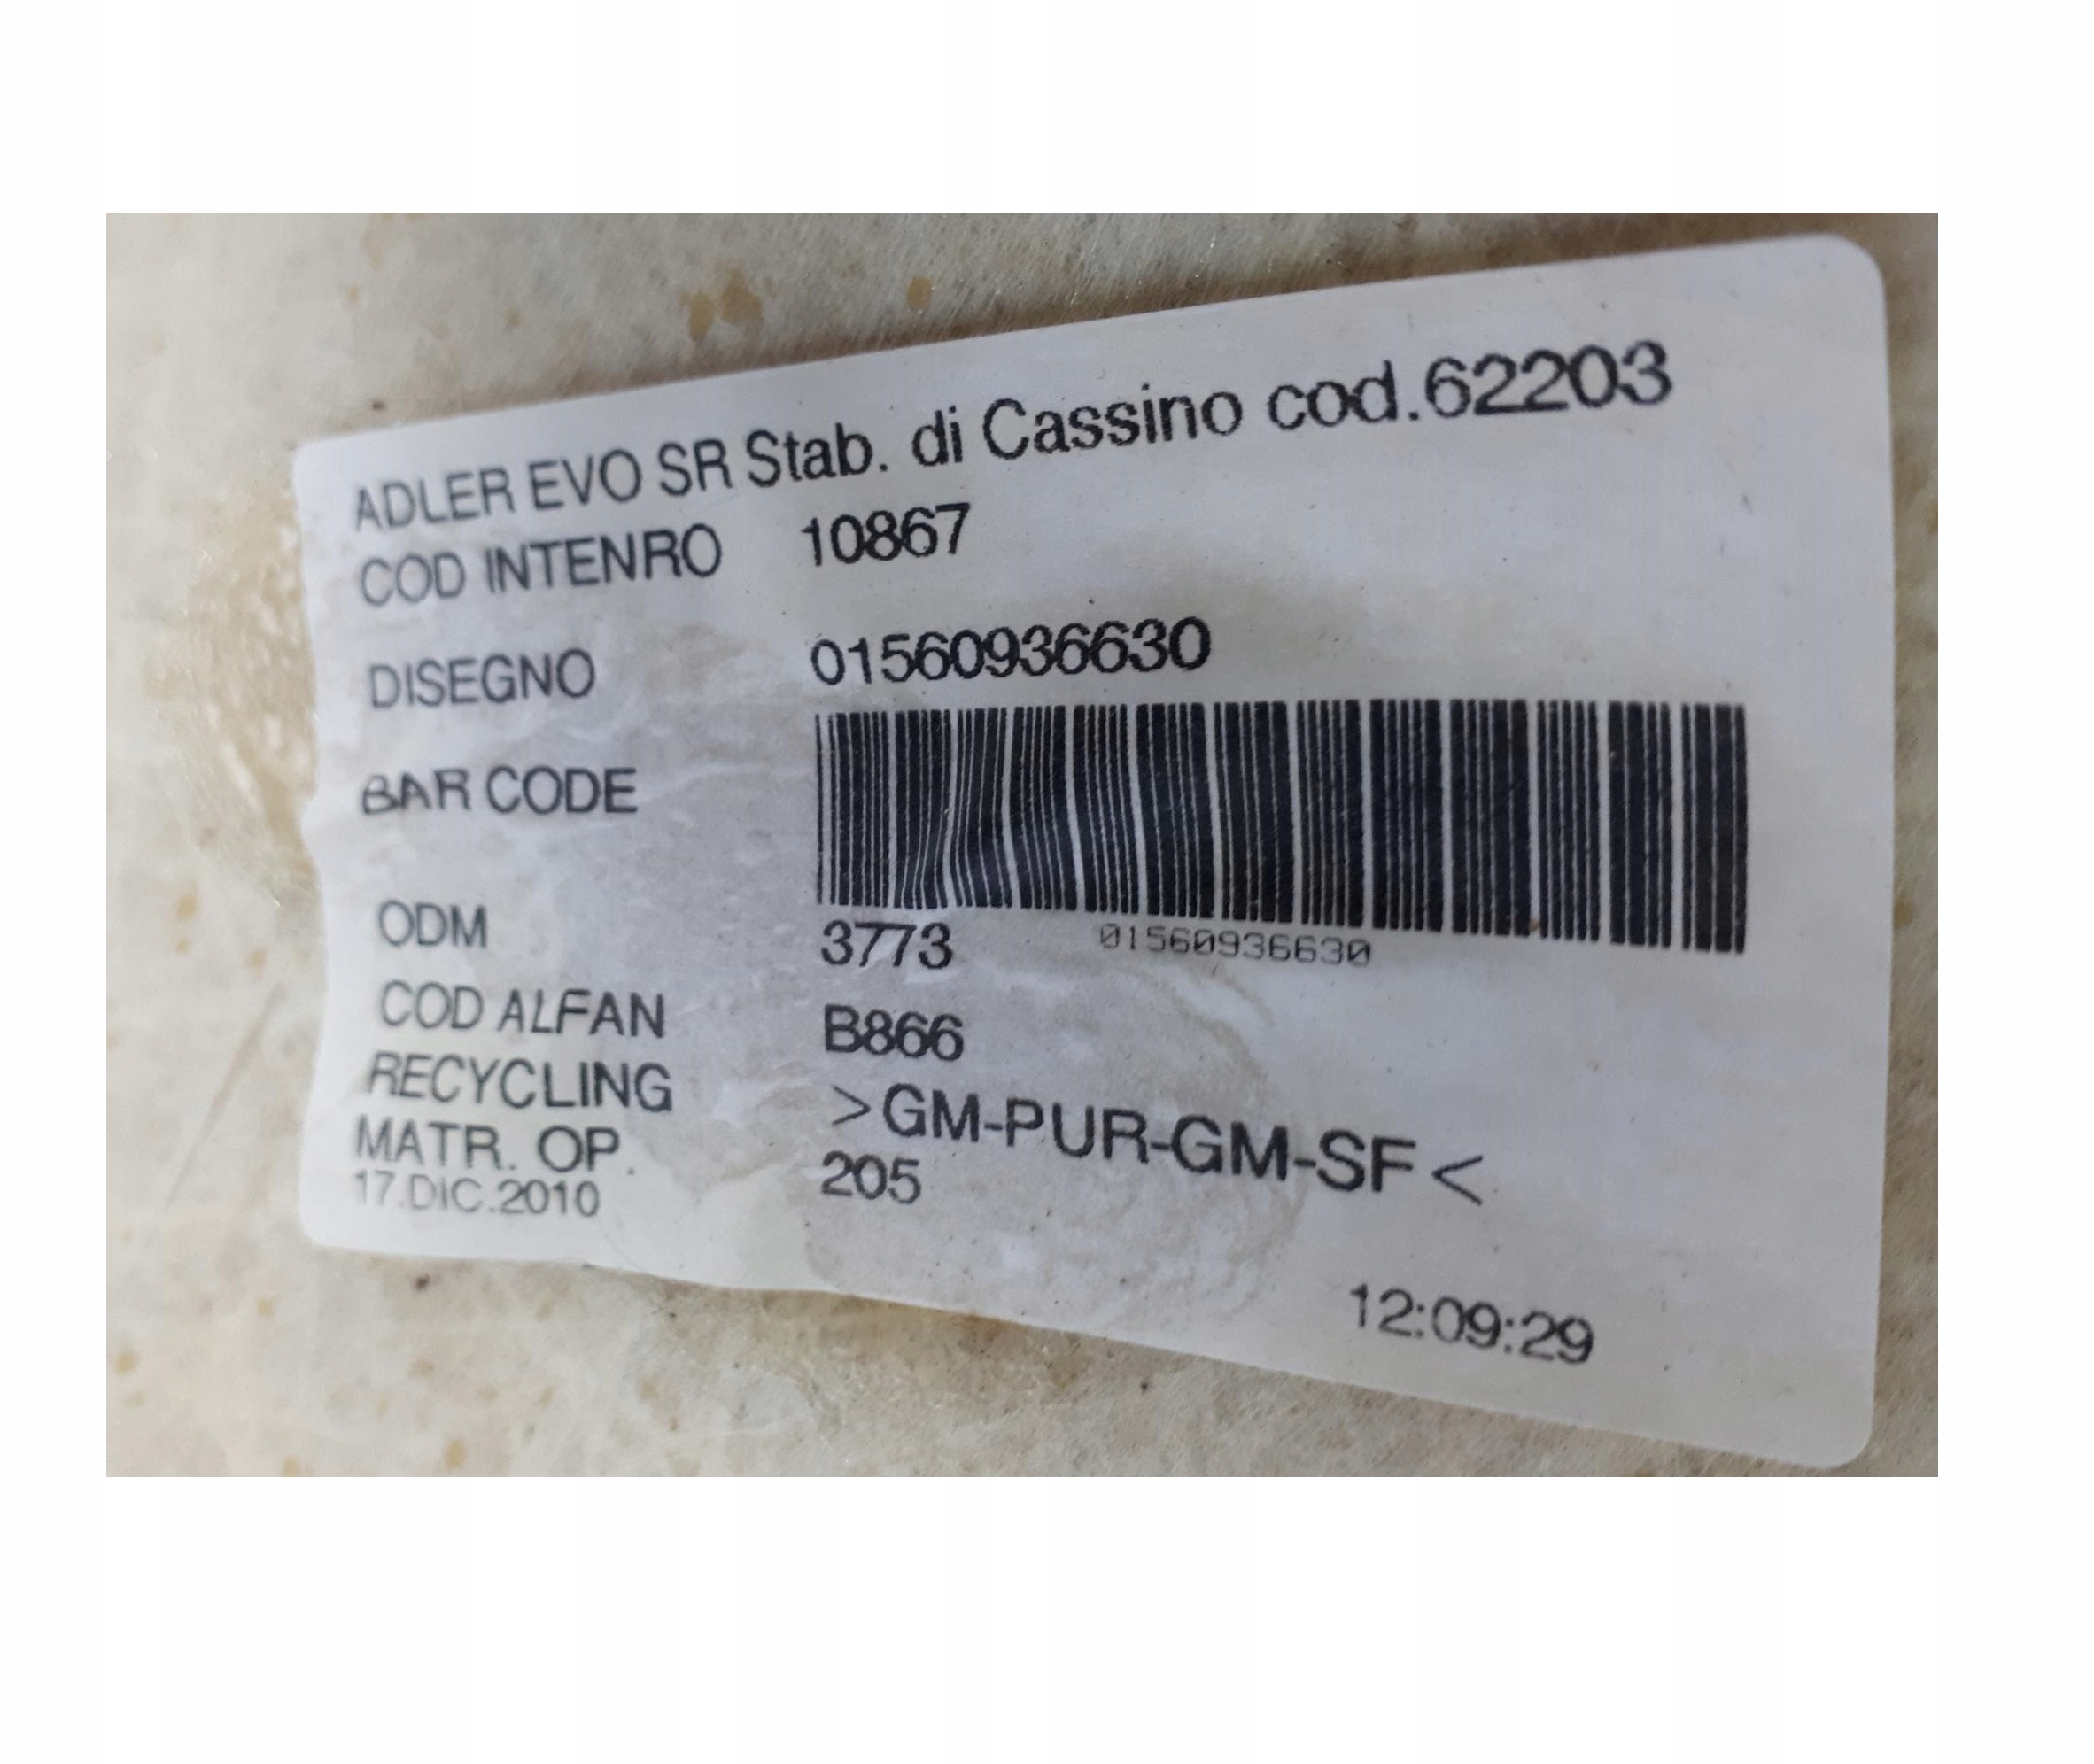 ADLER EVO SR Stab. di Cassino cod.62203
COD INTENRO 10867
DISEGNO 01560936630
BAR CODE
01560936630
ODM 3773
COD ALFAN B866
RECYCLING >GM-PUR-GM-SF<
MATR. OP. 205
17.DIC.2010 12:09:29